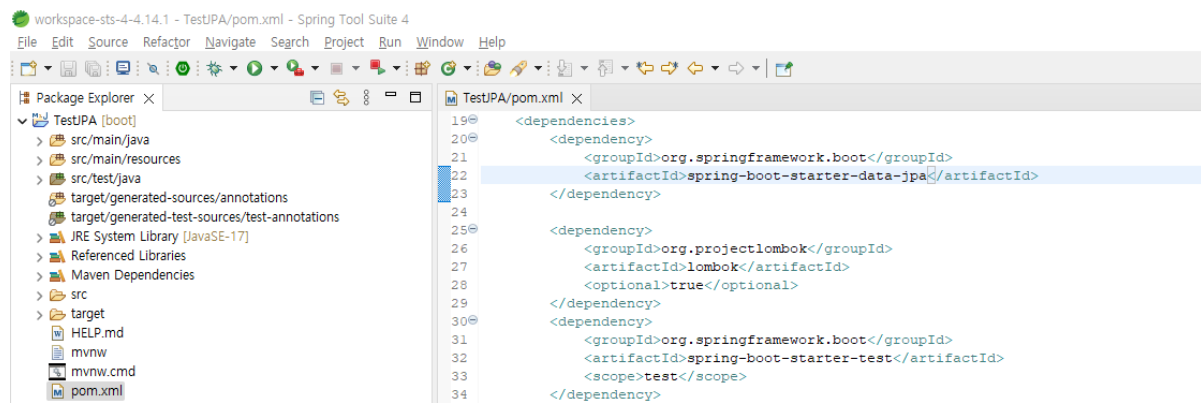 workspace-sts-4-4.14.1 - TestJPA/pom.xml - Spring Tool Suite 4
File Edit Source Refactor Navigate Search Project Run Window Help
Package Explorer
TestJPA [boot]
src/main/java
src/main/resources
src/test/java
target/generated-sources/annotations
target/generated-test-sources/test-annotations
JRE System Library [JavaSE-17]
Referenced Libraries
Maven Dependencies
src
target
HELP.md
mvnw
mvnw.cmd
pom.xml
TestJPA/pom.xml
19 <dependencies>
20 <dependency>
21 <groupId>org.springframework.boot</groupId>
22 <artifactId>spring-boot-starter-data-jpa</artifactId>
23 </dependency>
24
25 <dependency>
26 <groupId>org.projectlombok</groupId>
27 <artifactId>lombok</artifactId>
28 <optional>true</optional>
29 </dependency>
30 <dependency>
31 <groupId>org.springframework.boot</groupId>
32 <artifactId>spring-boot-starter-test</artifactId>
33 <scope>test</scope>
34 </dependency>